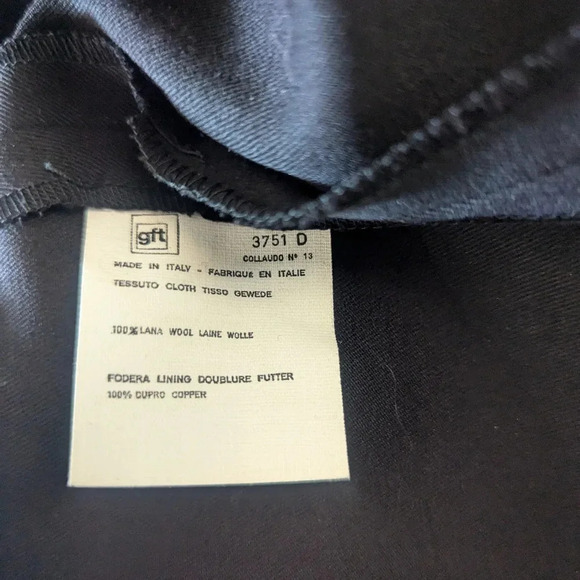 gft
3751 D
COLLAUDO Nº 13
MADE IN ITALY - FABRIQUE EN ITALIE
TESSUTO CLOTH TISSO GEWEDE
100% LANA WOOL LAINE WOLLE
FODERA LINING DOUBLURE FUTTER
100% CUPRO COPPER